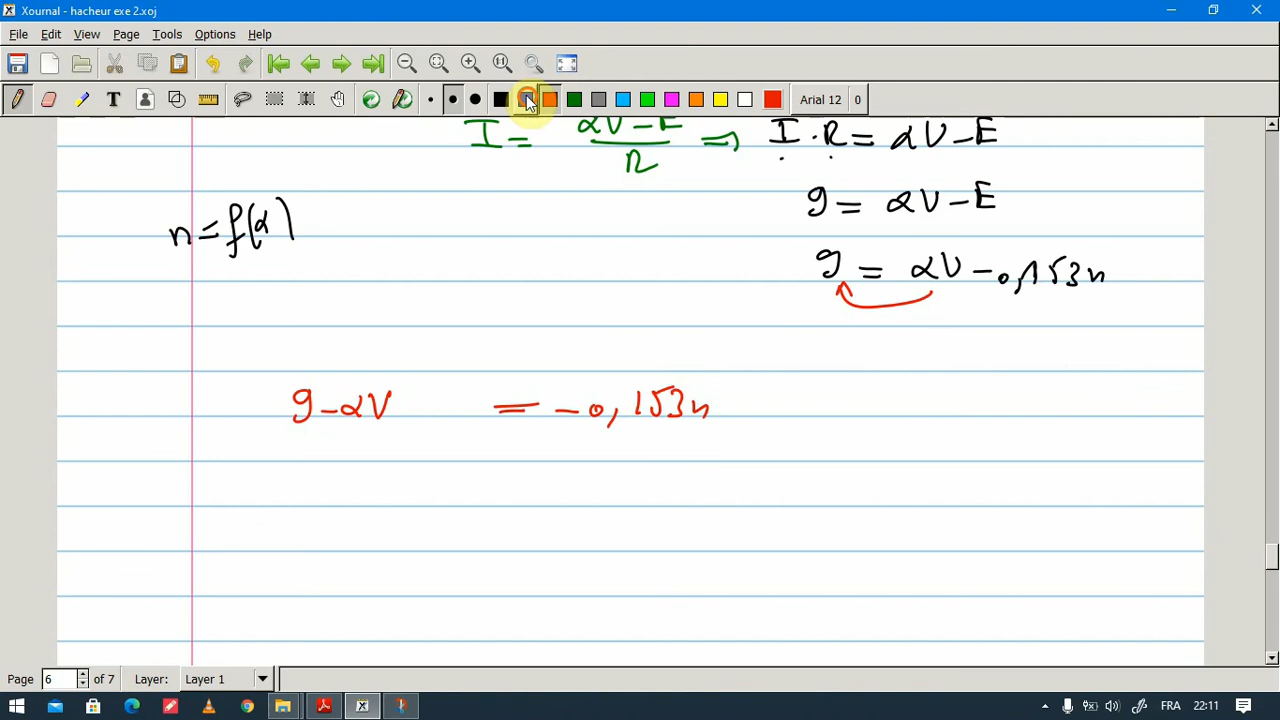 Xournal - hacheur exe 2.xoj
File Edit View Page Tools Options Help
Arial 12 0
I = αV-E / R ⇒ I·R = αV-E
n = f(α)
9 = αV-E
9 = αV-0,153n
9-αV = -0,153n
Page 6 of 7 Layer: Layer 1
FRA 22:11